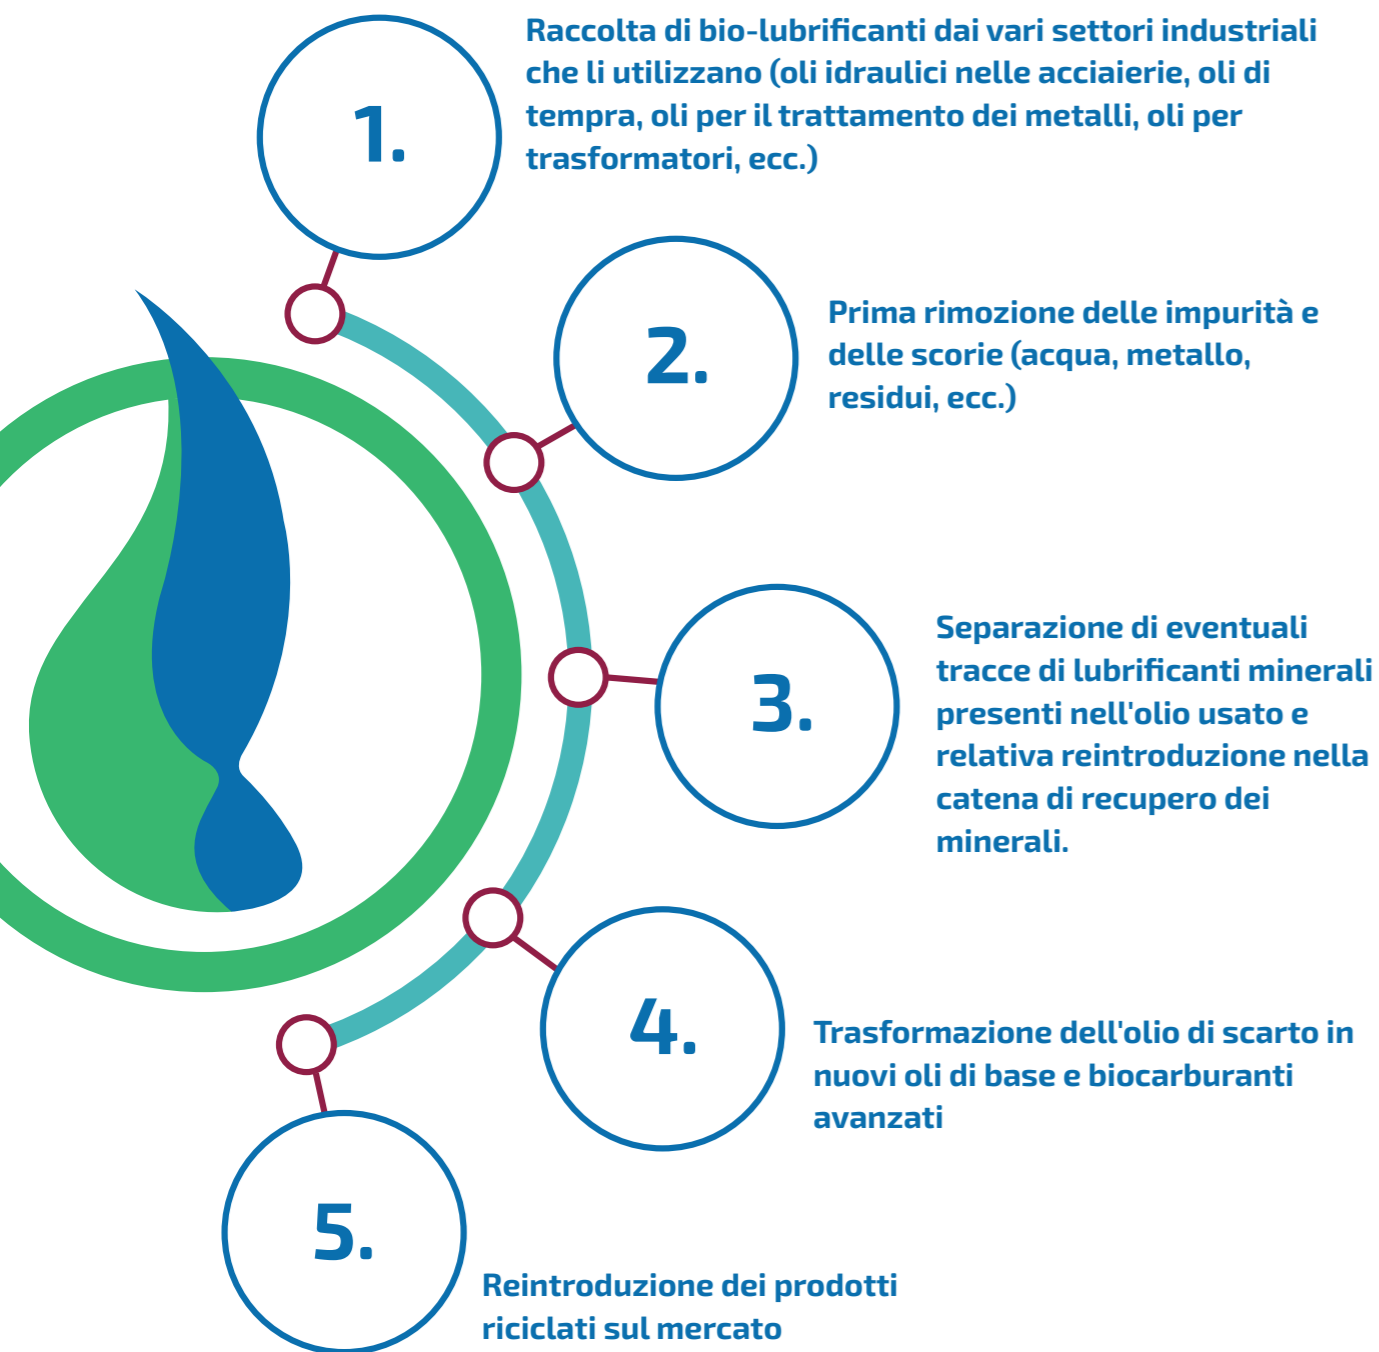 1.
Raccolta di bio-lubrificanti dai vari settori industriali
che li utilizzano (oli idraulici nelle acciaierie, oli di
tempra, oli per il trattamento dei metalli, oli per
trasformatori, ecc.)
2.
Prima rimozione delle impurità e
delle scorie (acqua, metallo,
residui, ecc.)
3.
Separazione di eventuali
tracce di lubrificanti minerali
presenti nell'olio usato e
relativa reintroduzione nella
catena di recupero dei
minerali.
4.
Trasformazione dell'olio di scarto in
nuovi oli di base e biocarburanti
avanzati
5.
Reintroduzione dei prodotti
riciclati sul mercato